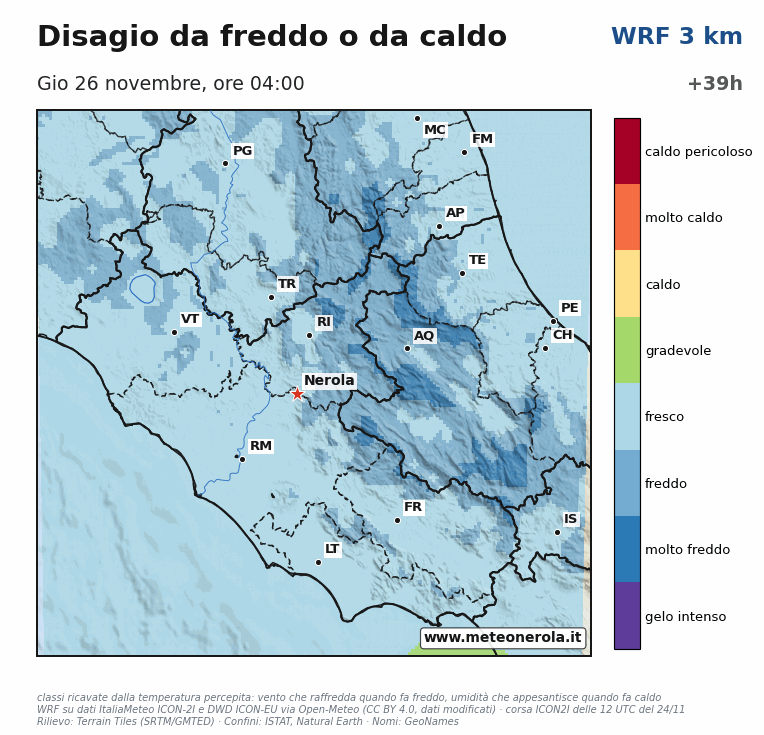 Disagio da freddo o da caldo
WRF 3 km
Gio 26 novembre, ore 04:00
+39h
MC
FM
PG
AP
TE
TR
PE
VT
RI
CH
AQ
Nerola
RM
FR
IS
LT
www.meteonerola.it
caldo pericoloso
molto caldo
caldo
gradevole
fresco
freddo
molto freddo
gelo intenso
classi ricavate dalla temperatura percepita: vento che raffredda quando fa freddo, umidità che appesantisce quando fa caldo
WRF su dati ItaliaMeteo ICON-2I e DWD ICON-EU via Open-Meteo (CC BY 4.0, dati modificati) · corsa ICON2I delle 12 UTC del 24/11
Rilievo: Terrain Tiles (SRTM/GMTED) · Confini: ISTAT, Natural Earth · Nomi: GeoNames